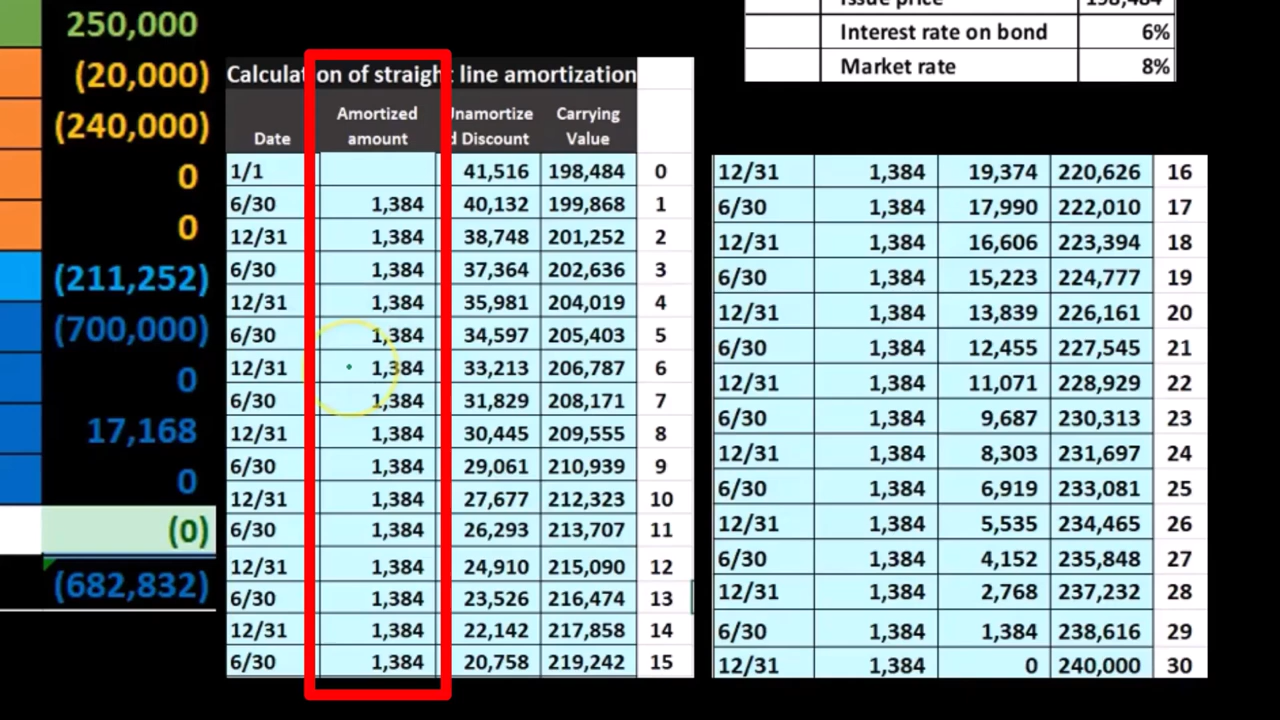 250,000
(20,000)
(240,000)
0
0
(211,252)
(700,000)
0
17,168
0
(0)
(682,832)
Calculation of straight line amortization
Date Amortized amount Unamortize d Discount Carrying Value
1/1 41,516 198,484 0
6/30 1,384 40,132 199,868 1
12/31 1,384 38,748 201,252 2
6/30 1,384 37,364 202,636 3
12/31 1,384 35,981 204,019 4
6/30 1,384 34,597 205,403 5
12/31 1,384 33,213 206,787 6
6/30 1,384 31,829 208,171 7
12/31 1,384 30,445 209,555 8
6/30 1,384 29,061 210,939 9
12/31 1,384 27,677 212,323 10
6/30 1,384 26,293 213,707 11
12/31 1,384 24,910 215,090 12
6/30 1,384 23,526 216,474 13
12/31 1,384 22,142 217,858 14
6/30 1,384 20,758 219,242 15
Issue price 198,484
Interest rate on bond 6%
Market rate 8%
12/31 1,384 19,374 220,626 16
6/30 1,384 17,990 222,010 17
12/31 1,384 16,606 223,394 18
6/30 1,384 15,223 224,777 19
12/31 1,384 13,839 226,161 20
6/30 1,384 12,455 227,545 21
12/31 1,384 11,071 228,929 22
6/30 1,384 9,687 230,313 23
12/31 1,384 8,303 231,697 24
6/30 1,384 6,919 233,081 25
12/31 1,384 5,535 234,465 26
6/30 1,384 4,152 235,848 27
12/31 1,384 2,768 237,232 28
6/30 1,384 1,384 238,616 29
12/31 1,384 0 240,000 30